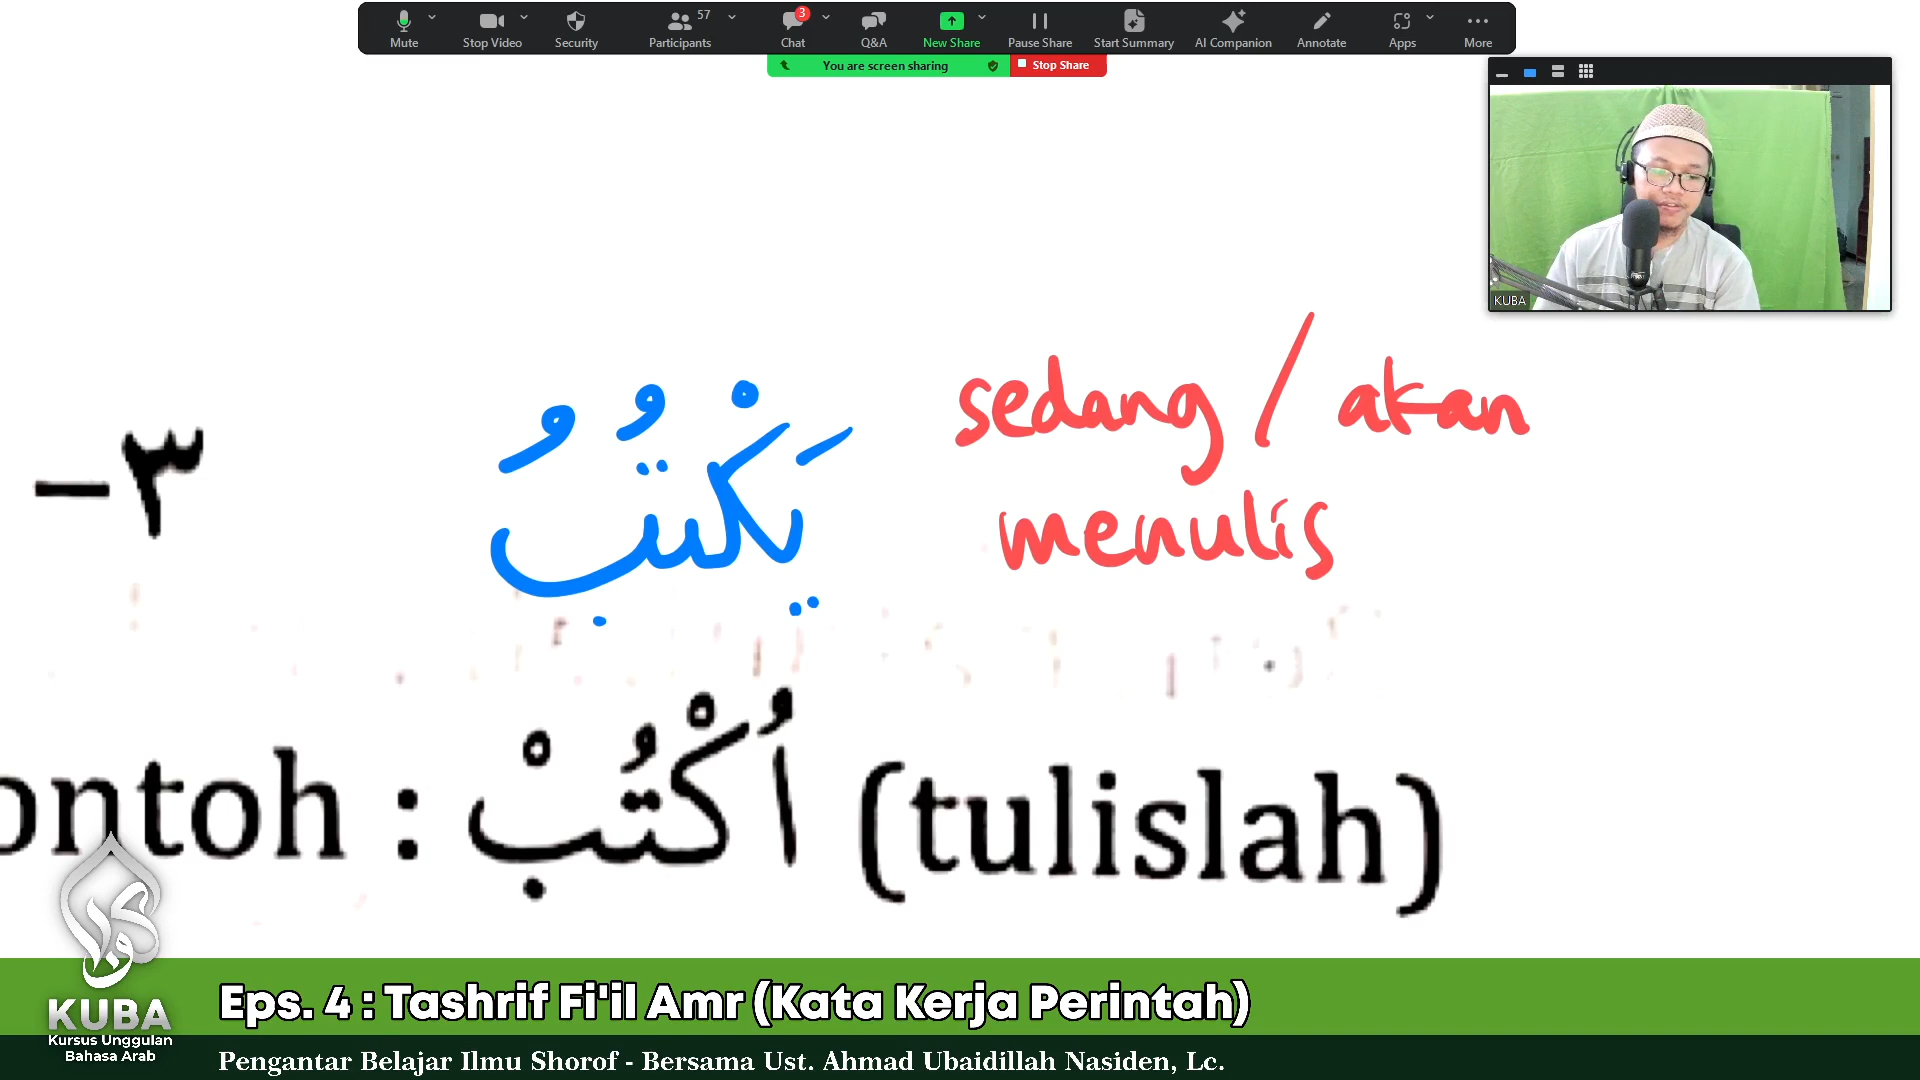 Mute
Stop Video
Security
Participants 57
Chat 3
Q&A
New Share
Pause Share
Start Summary
AI Companion
Annotate
Apps
More
You are screen sharing
Stop Share
KUBA
sedang / akan
menulis
٣-
يَكْتُبُ
ontoh : اُكْتُبْ (tulislah)
KUBA
Kursus Unggulan
Bahasa Arab
Eps. 4 : Tashrif Fi'il Amr (Kata Kerja Perintah)
Pengantar Belajar Ilmu Shorof - Bersama Ust. Ahmad Ubaidillah Nasiden, Lc.